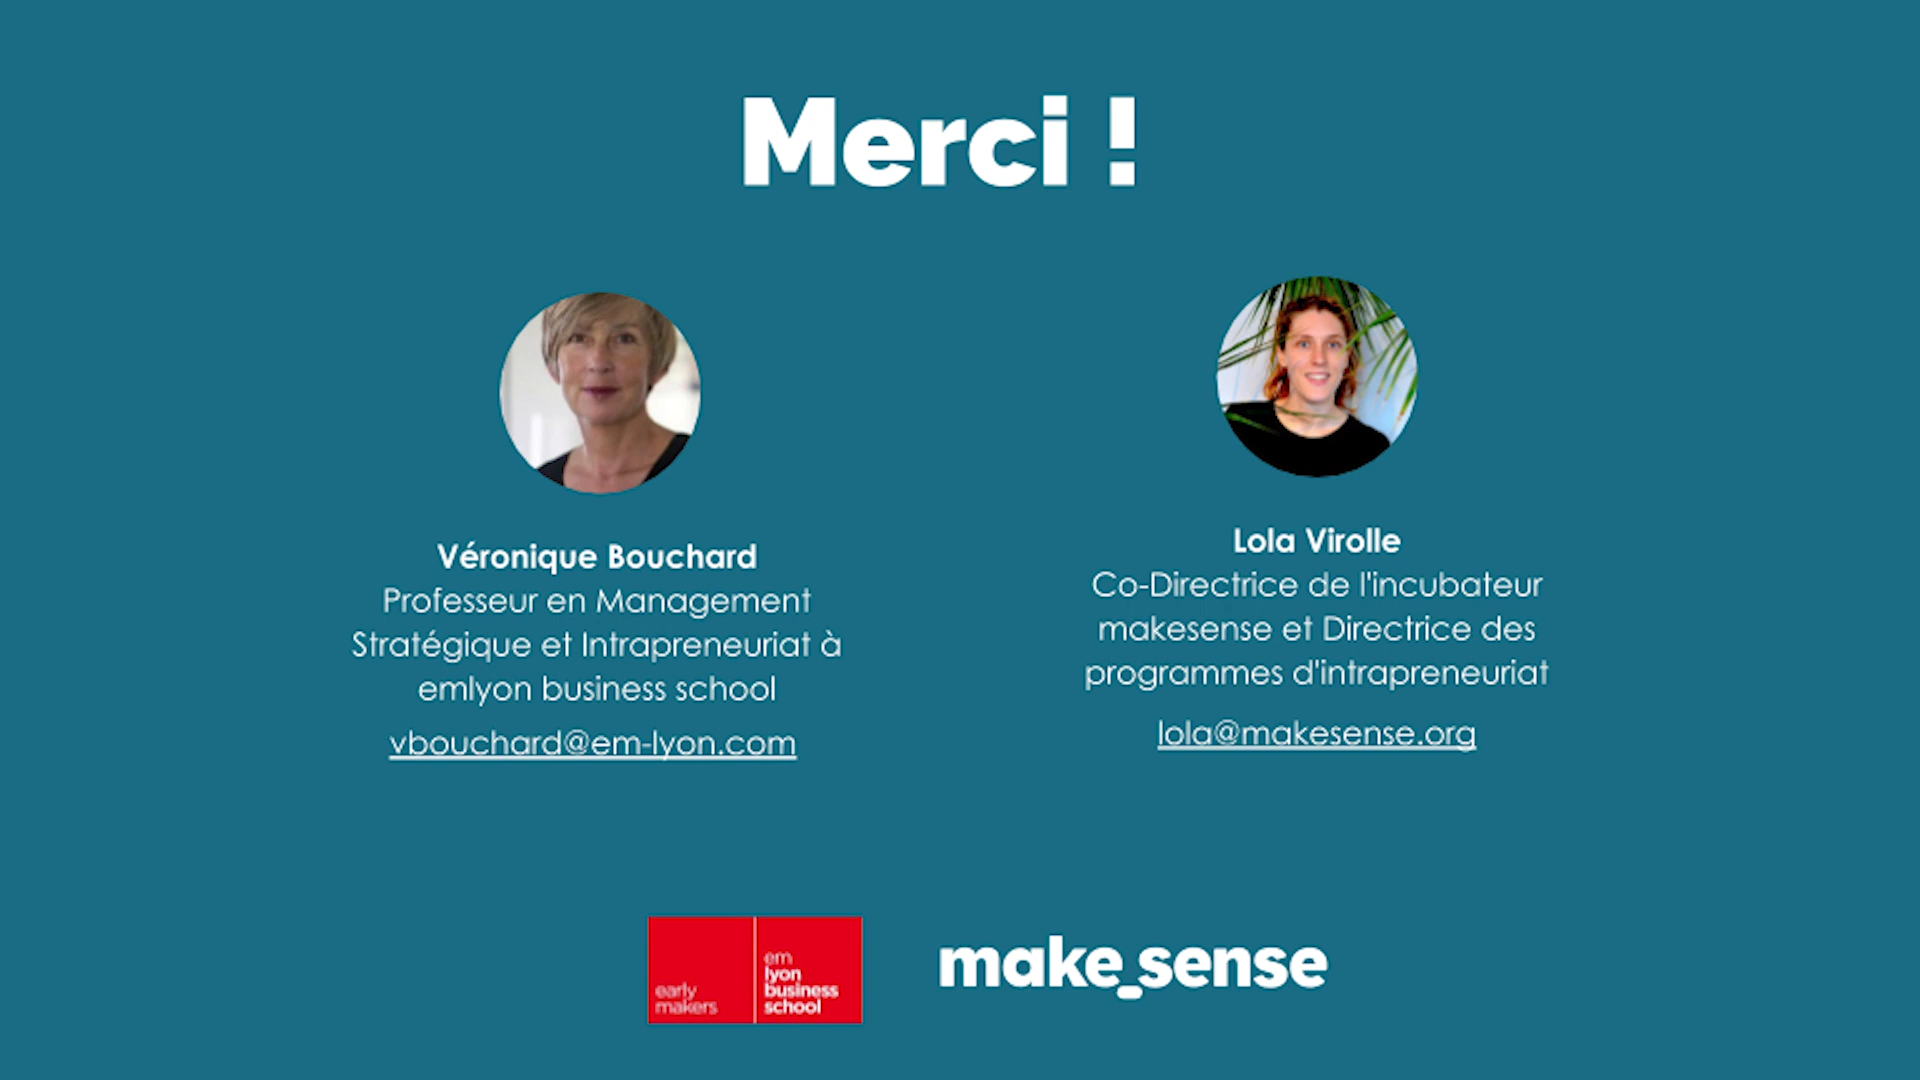 Merci !
Véronique Bouchard
Professeur en Management
Stratégique et Intrapreneuriat à
emlyon business school
vbouchard@em-lyon.com
Lola Virolle
Co-Directrice de l'incubateur
makesense et Directrice des
programmes d'intrapreneuriat
lola@makesense.org
early
makers
em
lyon
business
school
make_sense